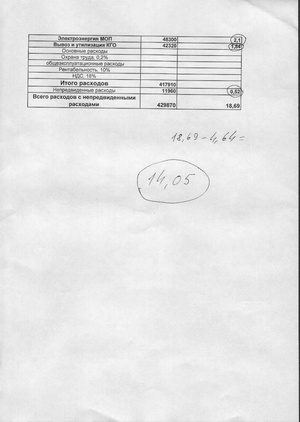 Электроэнергия МОП 48300 2,1
Вывоз и утилизация КГО 42320 1,84
Основные расходы
Охрана труда, 0,2%
общеэксплуатационные расходы
Рентабельность, 10%
НДС, 18%
Итого расходов 417910
Непредвиденные расходы 11960 0,52
Всего расходов с непредвиденными
расходами 429870 18,69
18,69 - 4,64 =
14,05